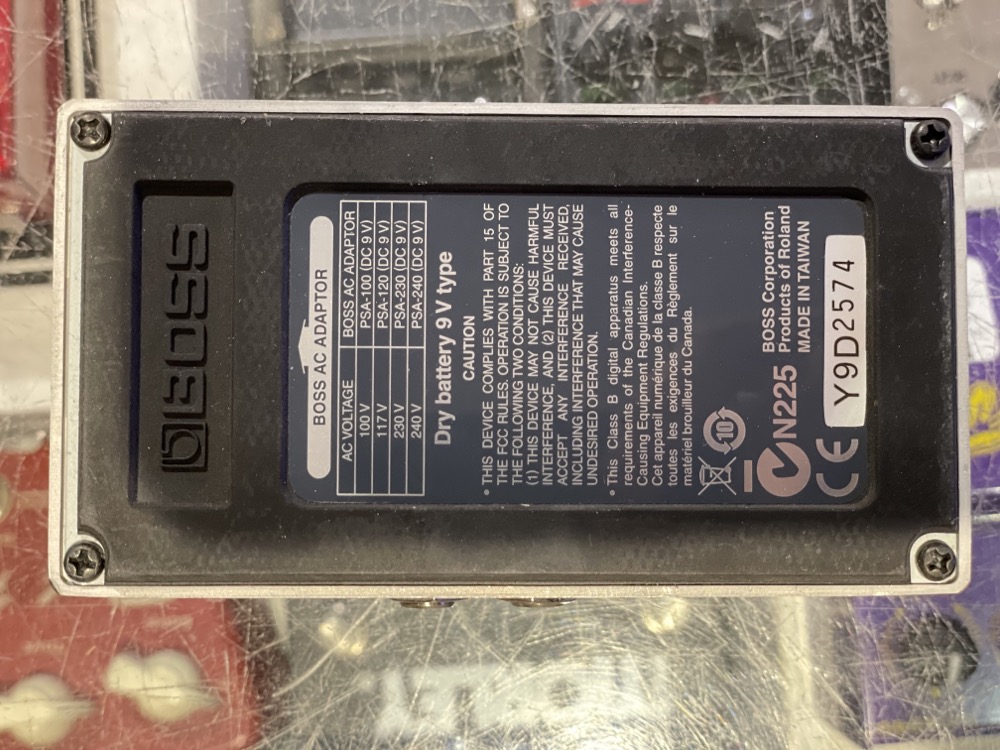 BOSS
BOSS AC ADAPTOR
AC VOLTAGE BOSS AC ADAPTOR
100 V PSA-100 (DC 9 V)
117 V PSA-120 (DC 9 V)
230 V PSA-230 (DC 9 V)
240 V PSA-240 (DC 9 V)
Dry battery 9 V type
CAUTION
• THIS DEVICE COMPLIES WITH PART 15 OF
THE FCC RULES. OPERATION IS SUBJECT TO
THE FOLLOWING TWO CONDITIONS:
(1) THIS DEVICE MAY NOT CAUSE HARMFUL
INTERFERENCE, AND (2) THIS DEVICE MUST
ACCEPT ANY INTERFERENCE RECEIVED,
INCLUDING INTERFERENCE THAT MAY CAUSE
UNDESIRED OPERATION.
• This Class B digital apparatus meets all
requirements of the Canadian Interference-
Causing Equipment Regulations.
Cet appareil numérique de la classe B respecte
toutes les exigences du Règlement sur le
matériel brouilleur du Canada.
10
N225
BOSS Corporation
Products of Roland
MADE IN TAIWAN
CE
Y9D2574